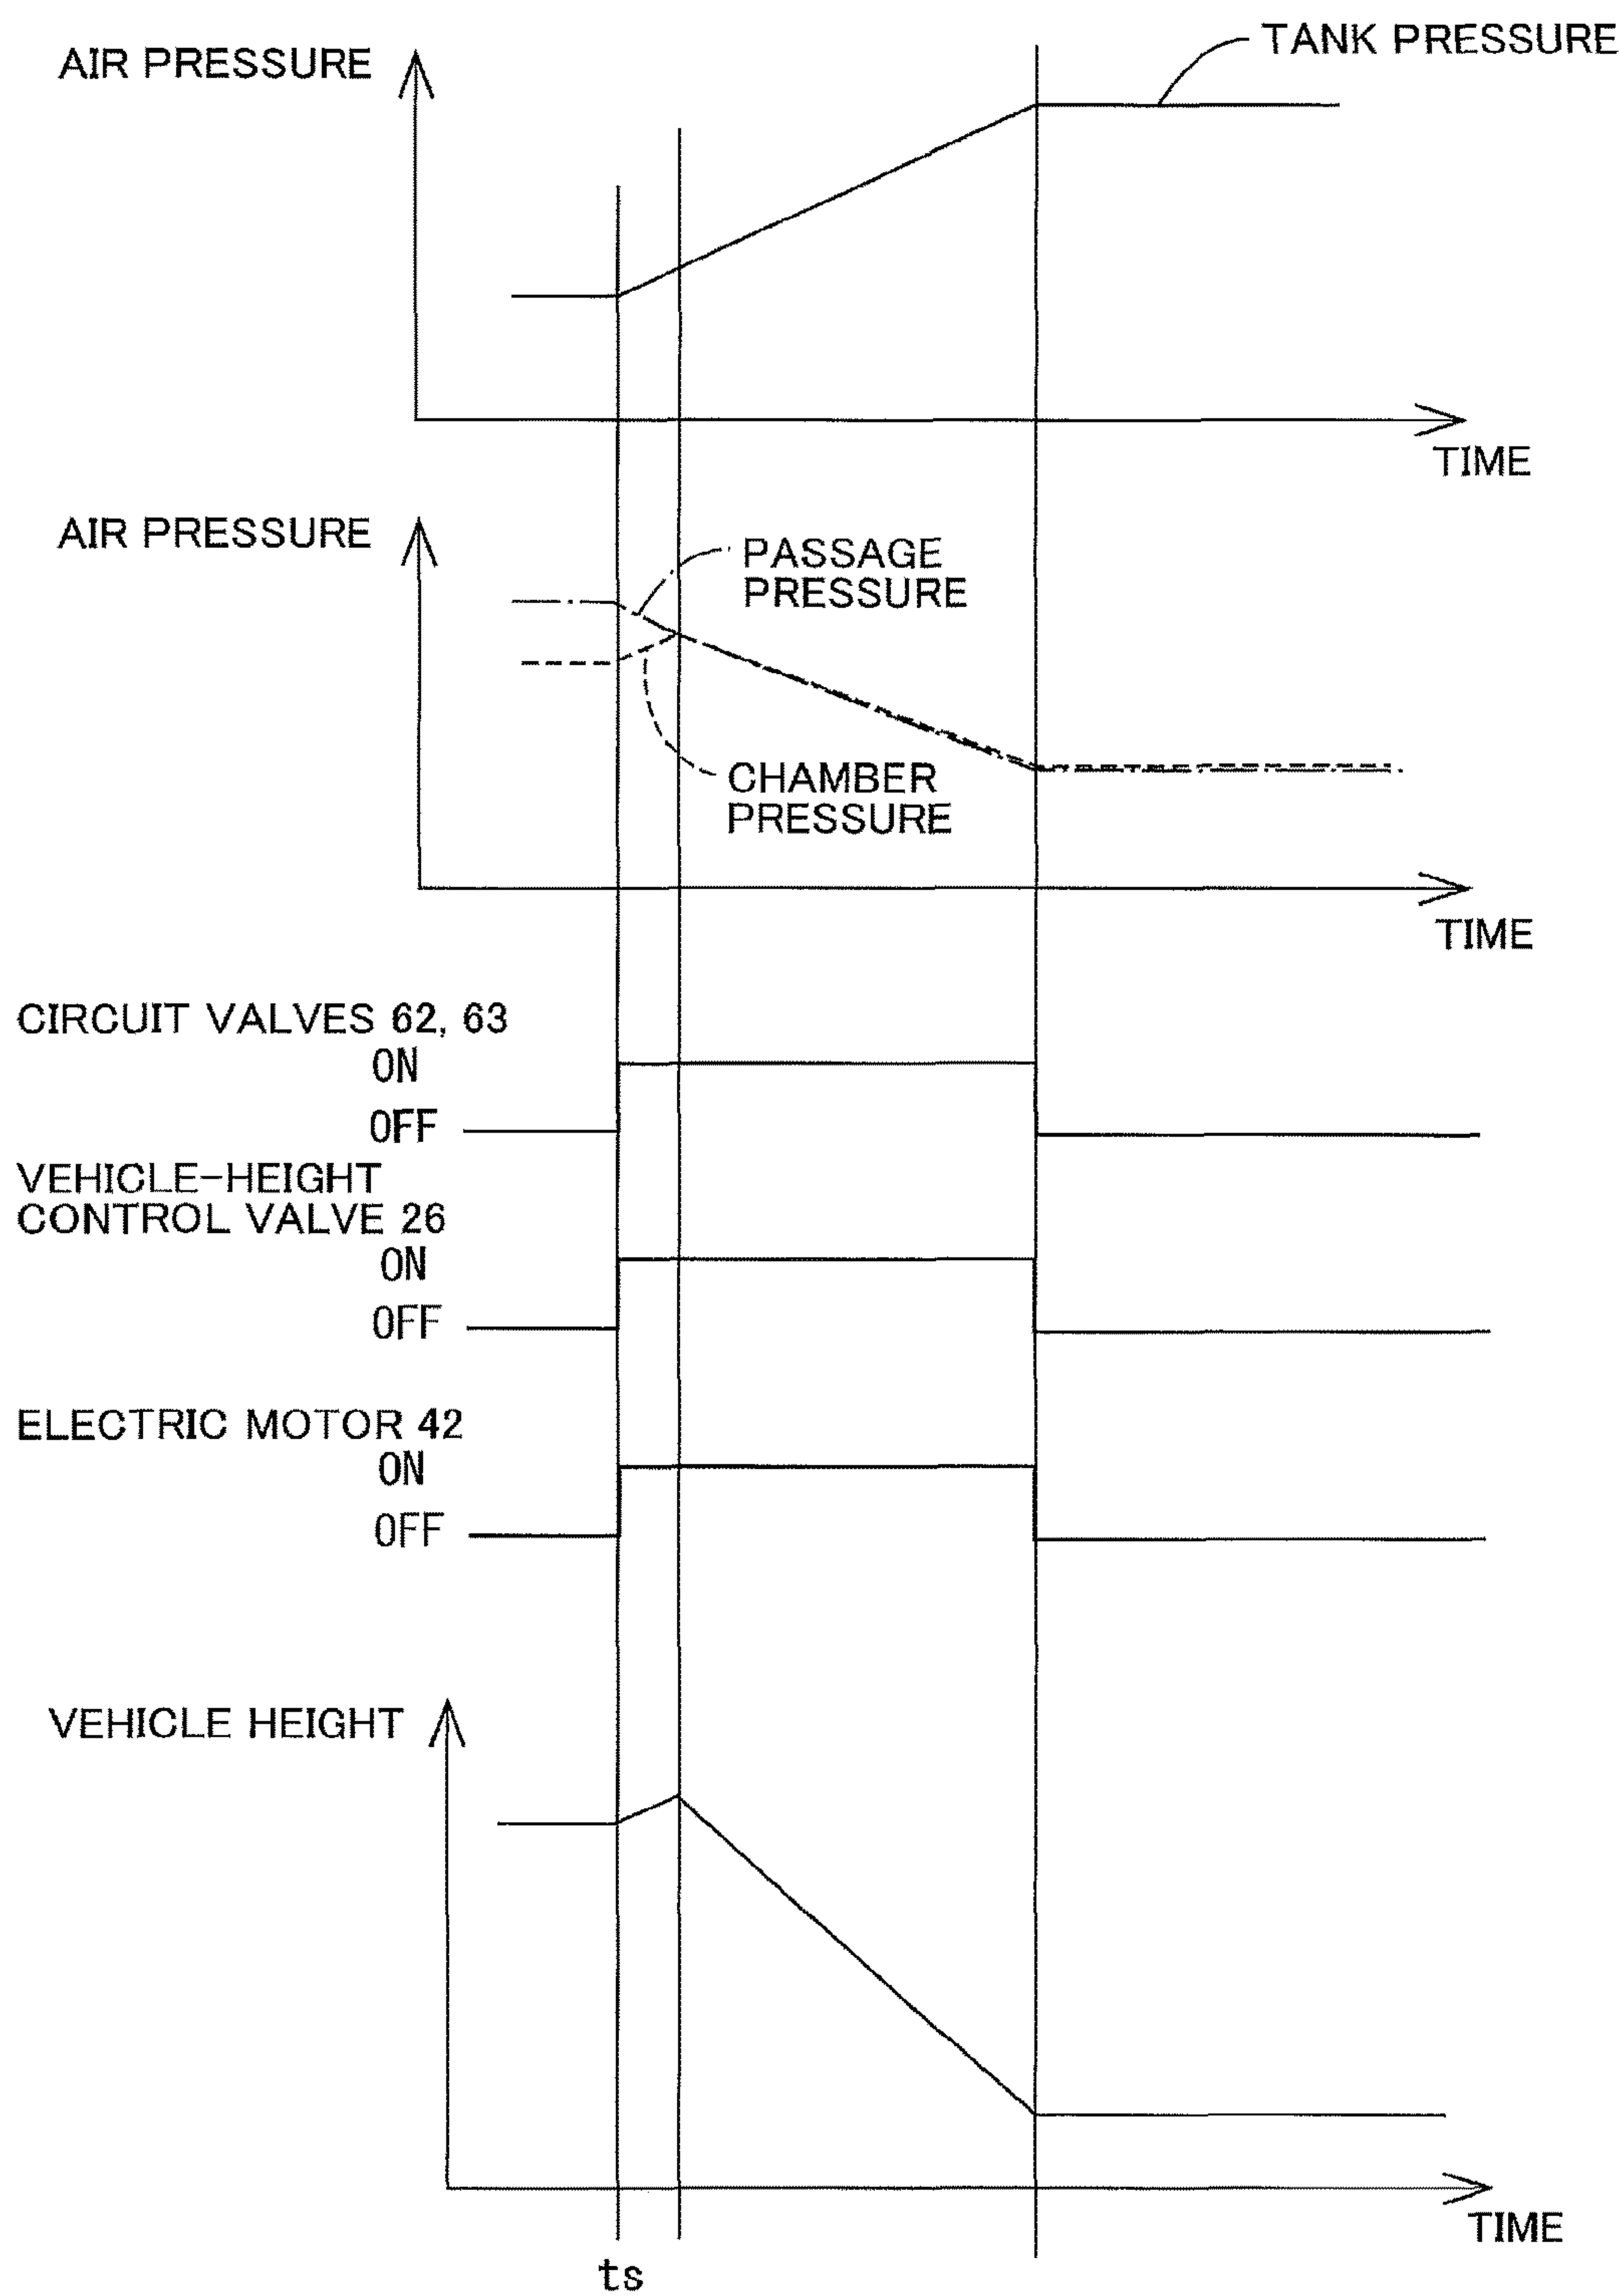 TANK PRESSURE
AIR PRESSURE
TIME
AIR PRESSURE
PASSAGE
PRESSURE
CHAMBER
PRESSURE
TIME
CIRCUIT VALVES 62, 63
ON
OFF
VEHICLE-HEIGHT
CONTROL VALVE 26
ON
OFF
ELECTRIC MOTOR 42
ON
OFF
VEHICLE HEIGHT
TIME
ts